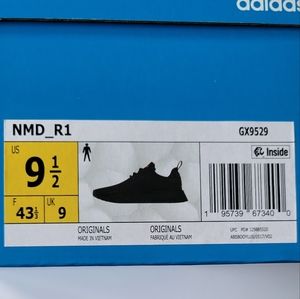 adidas
NMD_R1
GX9529
US
9 1/2
Inside
F
43 1/3
UK
9
ORIGINALS
MADE IN VIETNAM
ORIGINALS
FABRIQUÉ AU VIETNAM
1 95739 67340 0